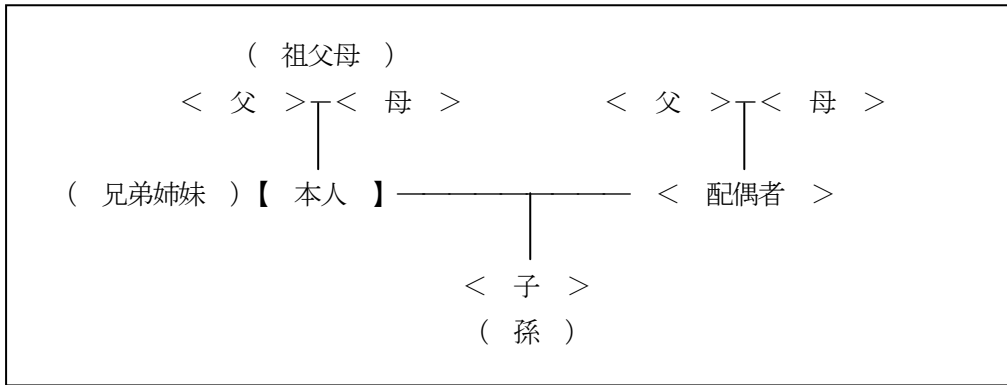 （　祖父母　）
＜　父　＞┬＜　母　＞　＜　父　＞┬＜　母　＞
（　兄弟姉妹　）【　本人　】　＜　配偶者　＞
＜　子　＞
（　孫　）